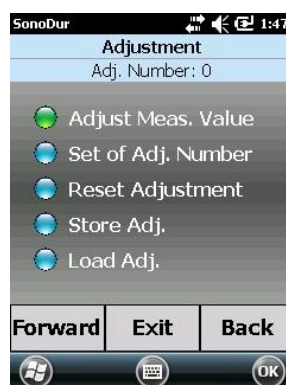 SonoDur 1:47
Adjustment
Adj. Number: 0
Adjust Meas. Value
Set of Adj. Number
Reset Adjustment
Store Adj.
Load Adj.
Forward Exit Back
OK